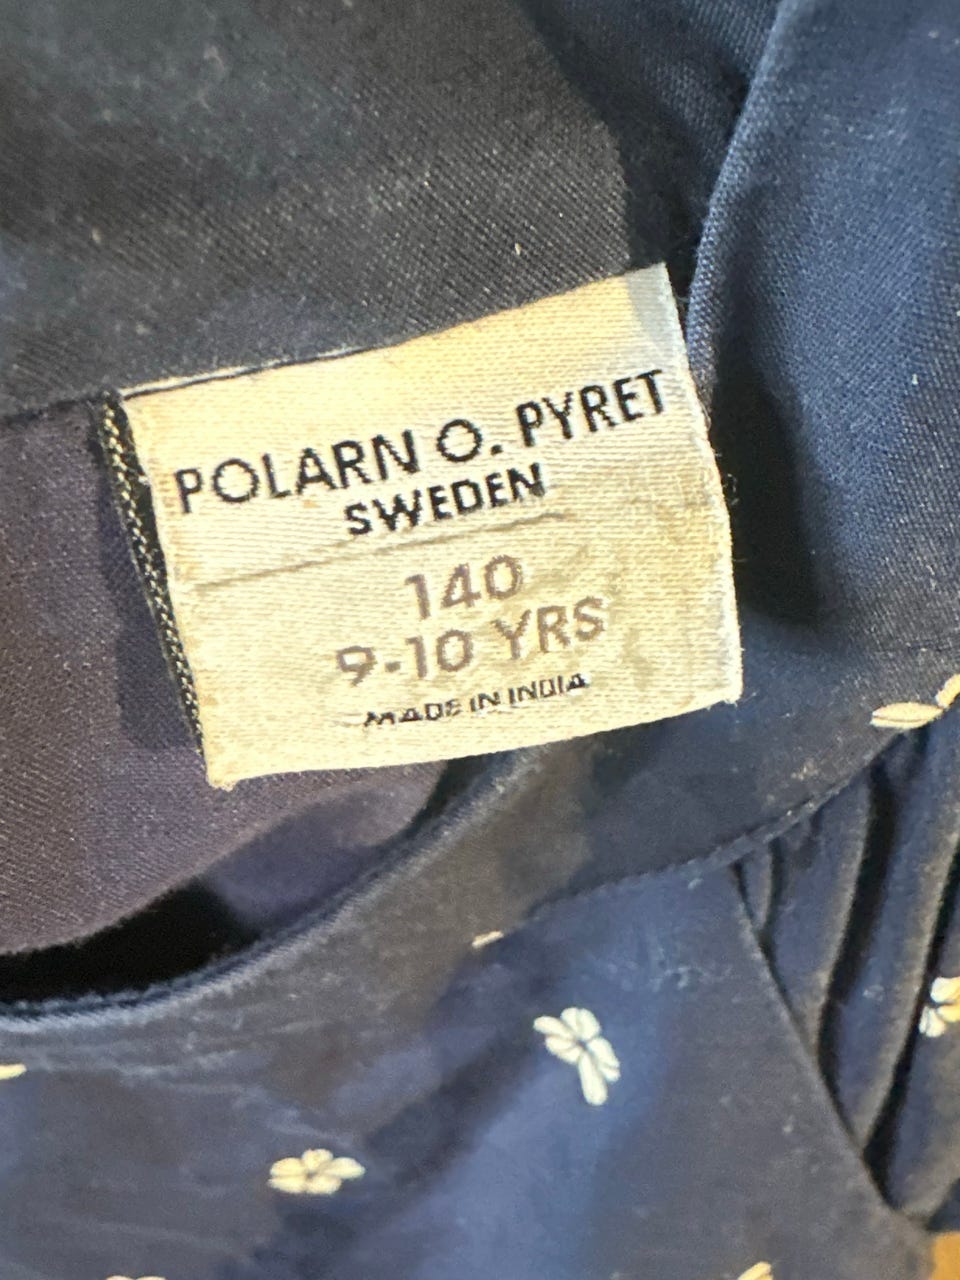 POLARN O. PYRET
SWEDEN
140
9-10 YRS
MADE IN INDIA